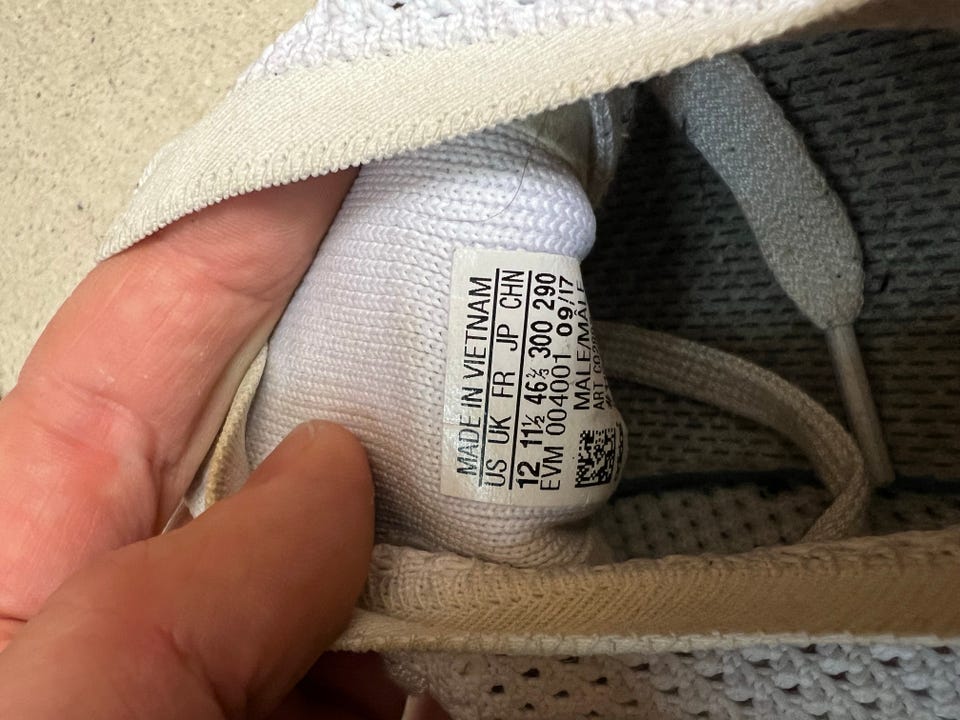 MADE IN VIETNAM
US UK FR JP CHN
12 11½ 46⅔ 300 290
EVM 004001 09/17
MALE/MÂLE
ART